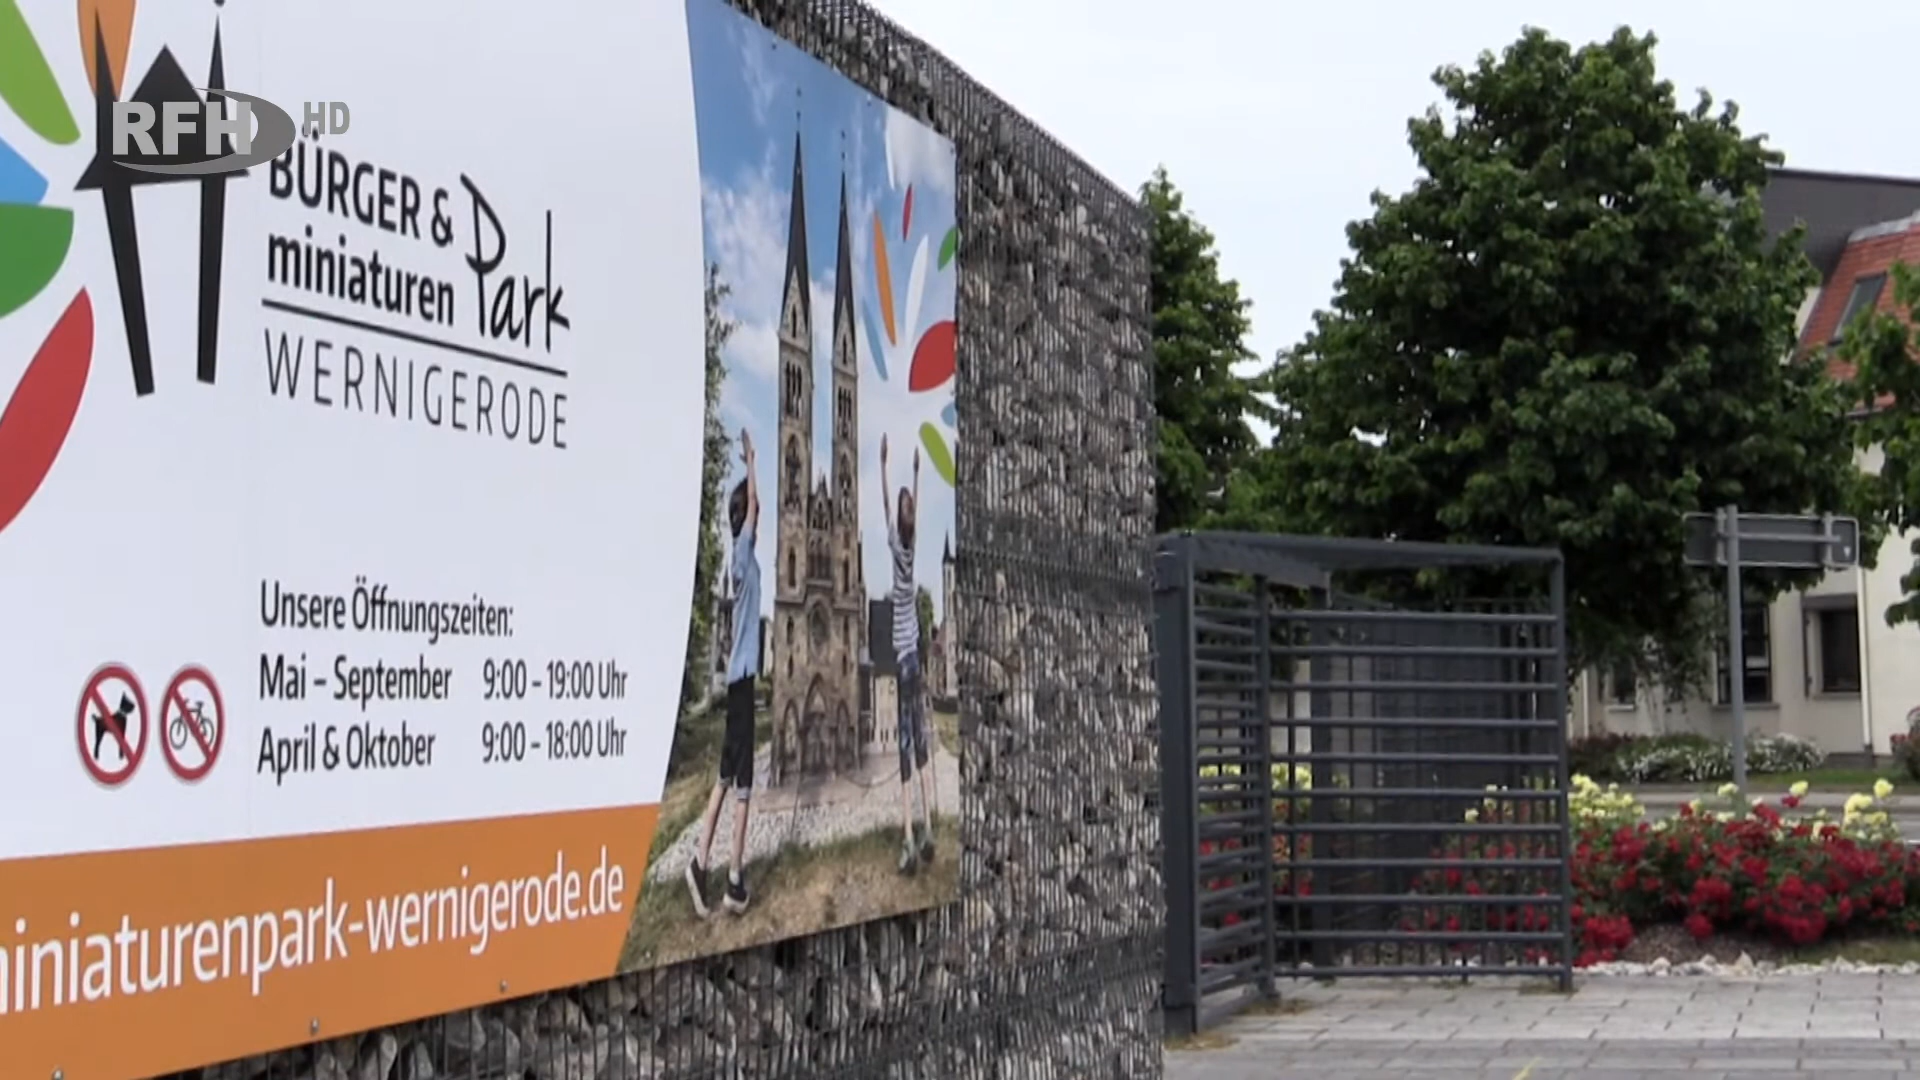 RFH HD
BÜRGER & Park
miniaturen
WERNIGERODE
Unsere Öffnungszeiten:
Mai – September 9:00 – 19:00 Uhr
April & Oktober 9:00 – 18:00 Uhr
iniaturenpark-wernigerode.de